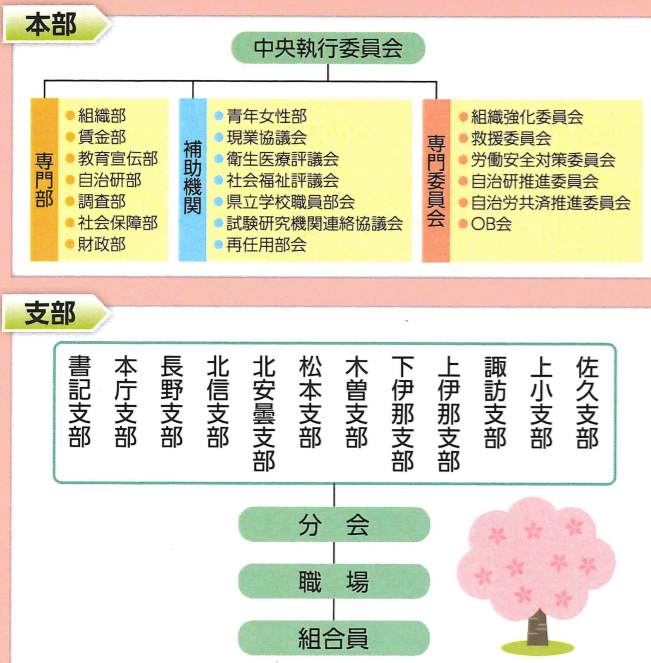 本部
中央執行委員会
専門部
組織部
賃金部
教育宣伝部
自治研部
調査部
社会保障部
財政部
補助機関
青年女性部
現業協議会
衛生医療評議会
社会福祉評議会
県立学校職員部会
試験研究機関連絡協議会
再任用部会
専門委員会
組織強化委員会
救援委員会
労働安全対策委員会
自治研推進委員会
自治労共済推進委員会
OB会
支部
佐久支部
上小支部
諏訪支部
上伊那支部
下伊那支部
木曽支部
松本支部
北安曇支部
北信支部
長野支部
本庁支部
書記支部
分会
職場
組合員